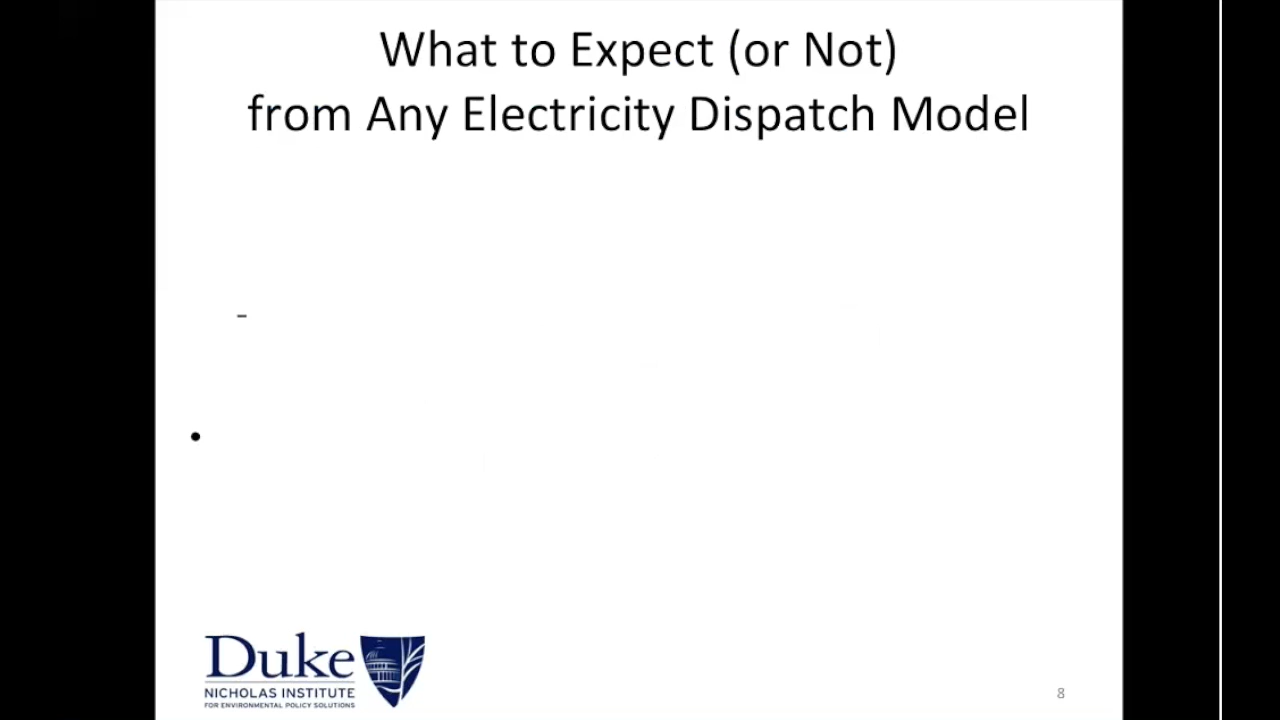 What to Expect (or Not)
from Any Electricity Dispatch Model
-
•
Duke
NICHOLAS INSTITUTE
FOR ENVIRONMENTAL POLICY SOLUTIONS
8